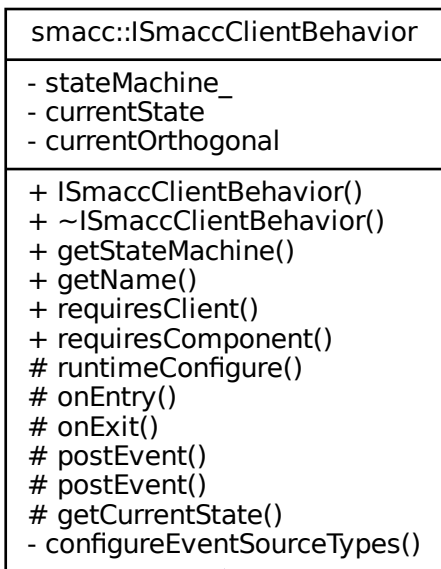 smacc::ISmaccClientBehavior
- stateMachine_
- currentState
- currentOrthogonal
+ ISmaccClientBehavior()
+ ~ISmaccClientBehavior()
+ getStateMachine()
+ getName()
+ requiresClient()
+ requiresComponent()
# runtimeConfigure()
# onEntry()
# onExit()
# postEvent()
# postEvent()
# getCurrentState()
- configureEventSourceTypes()